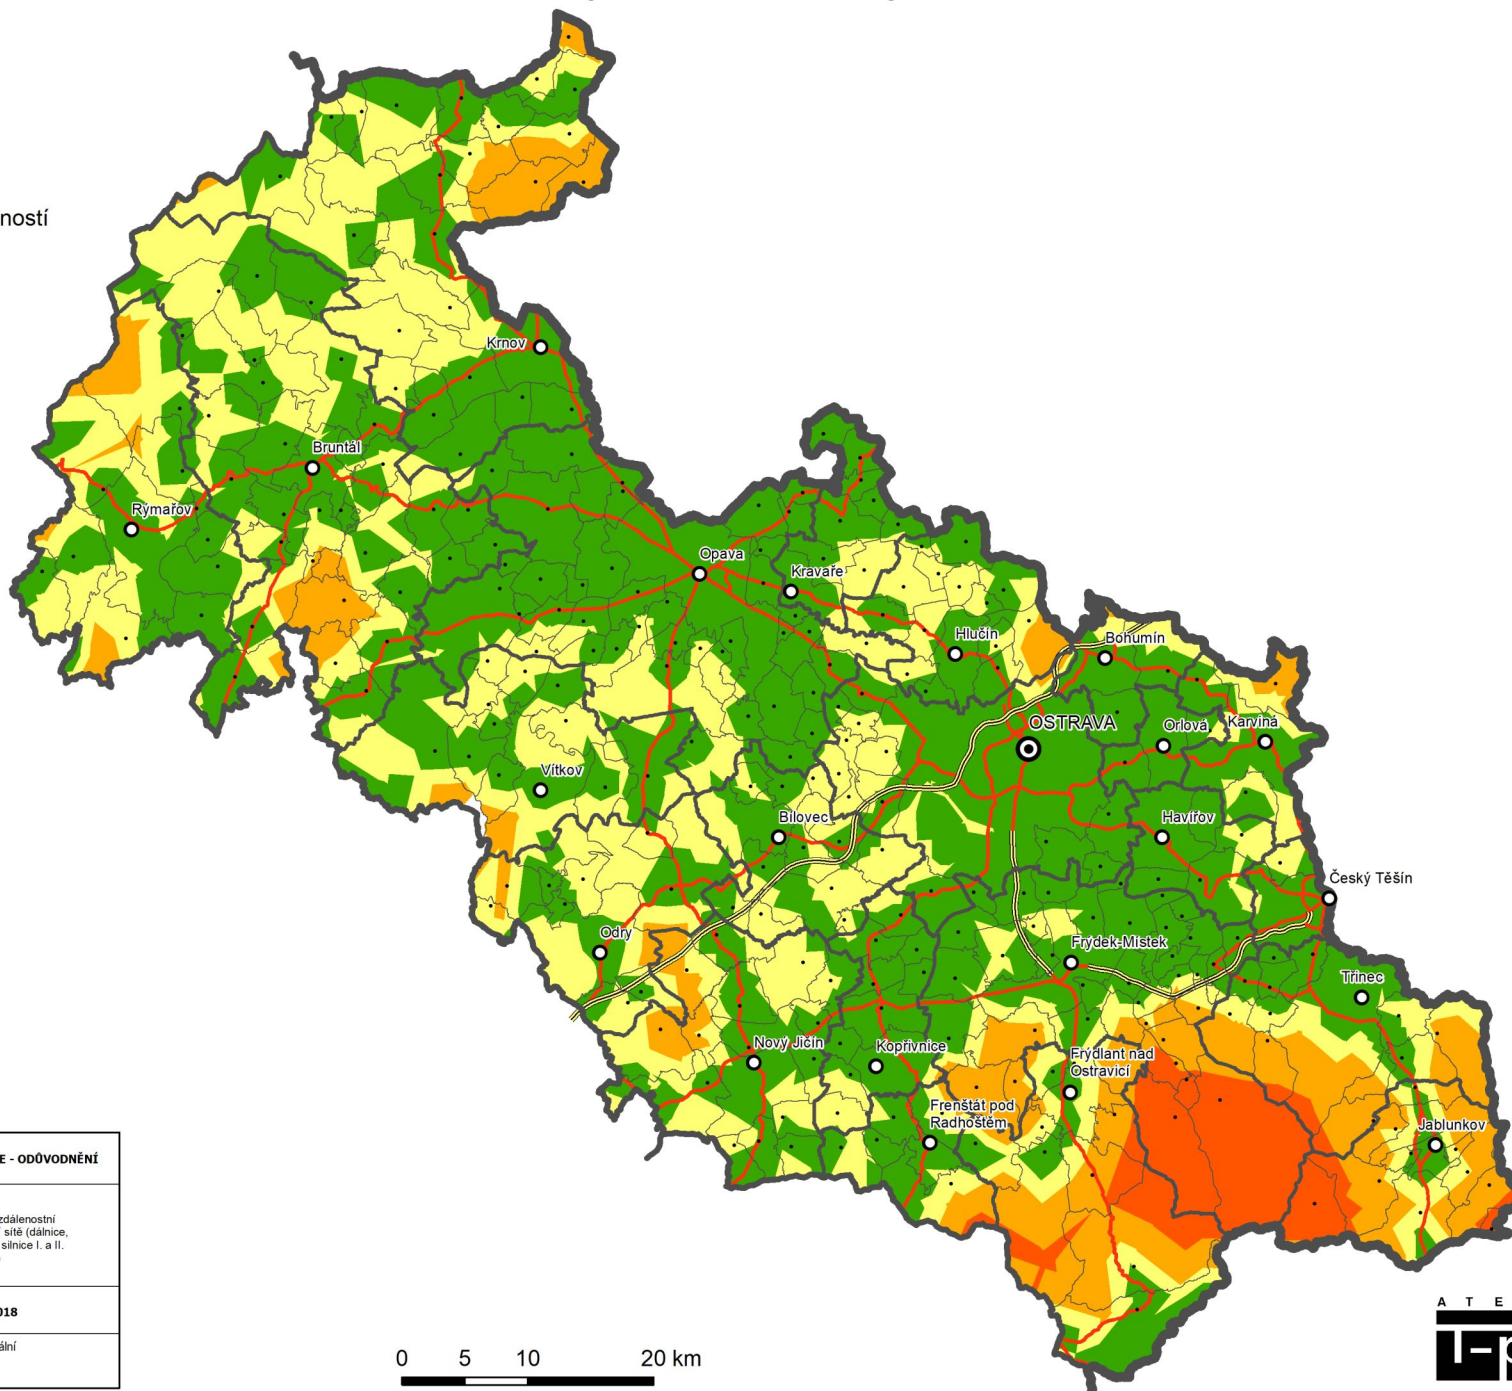 ností
Krnov
Bruntál
Rýmařov
Opava
Kravaře
Hlučín
Bohumín
OSTRAVA
Orlová
Karviná
Vítkov
Bílovec
Havířov
Český Těšín
Odry
Frýdek-Místek
Třinec
Nový Jičín
Kopřivnice
Frýdlant nad
Ostravicí
Frenštát pod
Radhoštěm
Jablunkov
E - ODŮVODNĚNÍ
zdálenostní
sítě (dálnice,
silnice I. a II.
018
ální
0 5 10 20 km
A T E
T-p